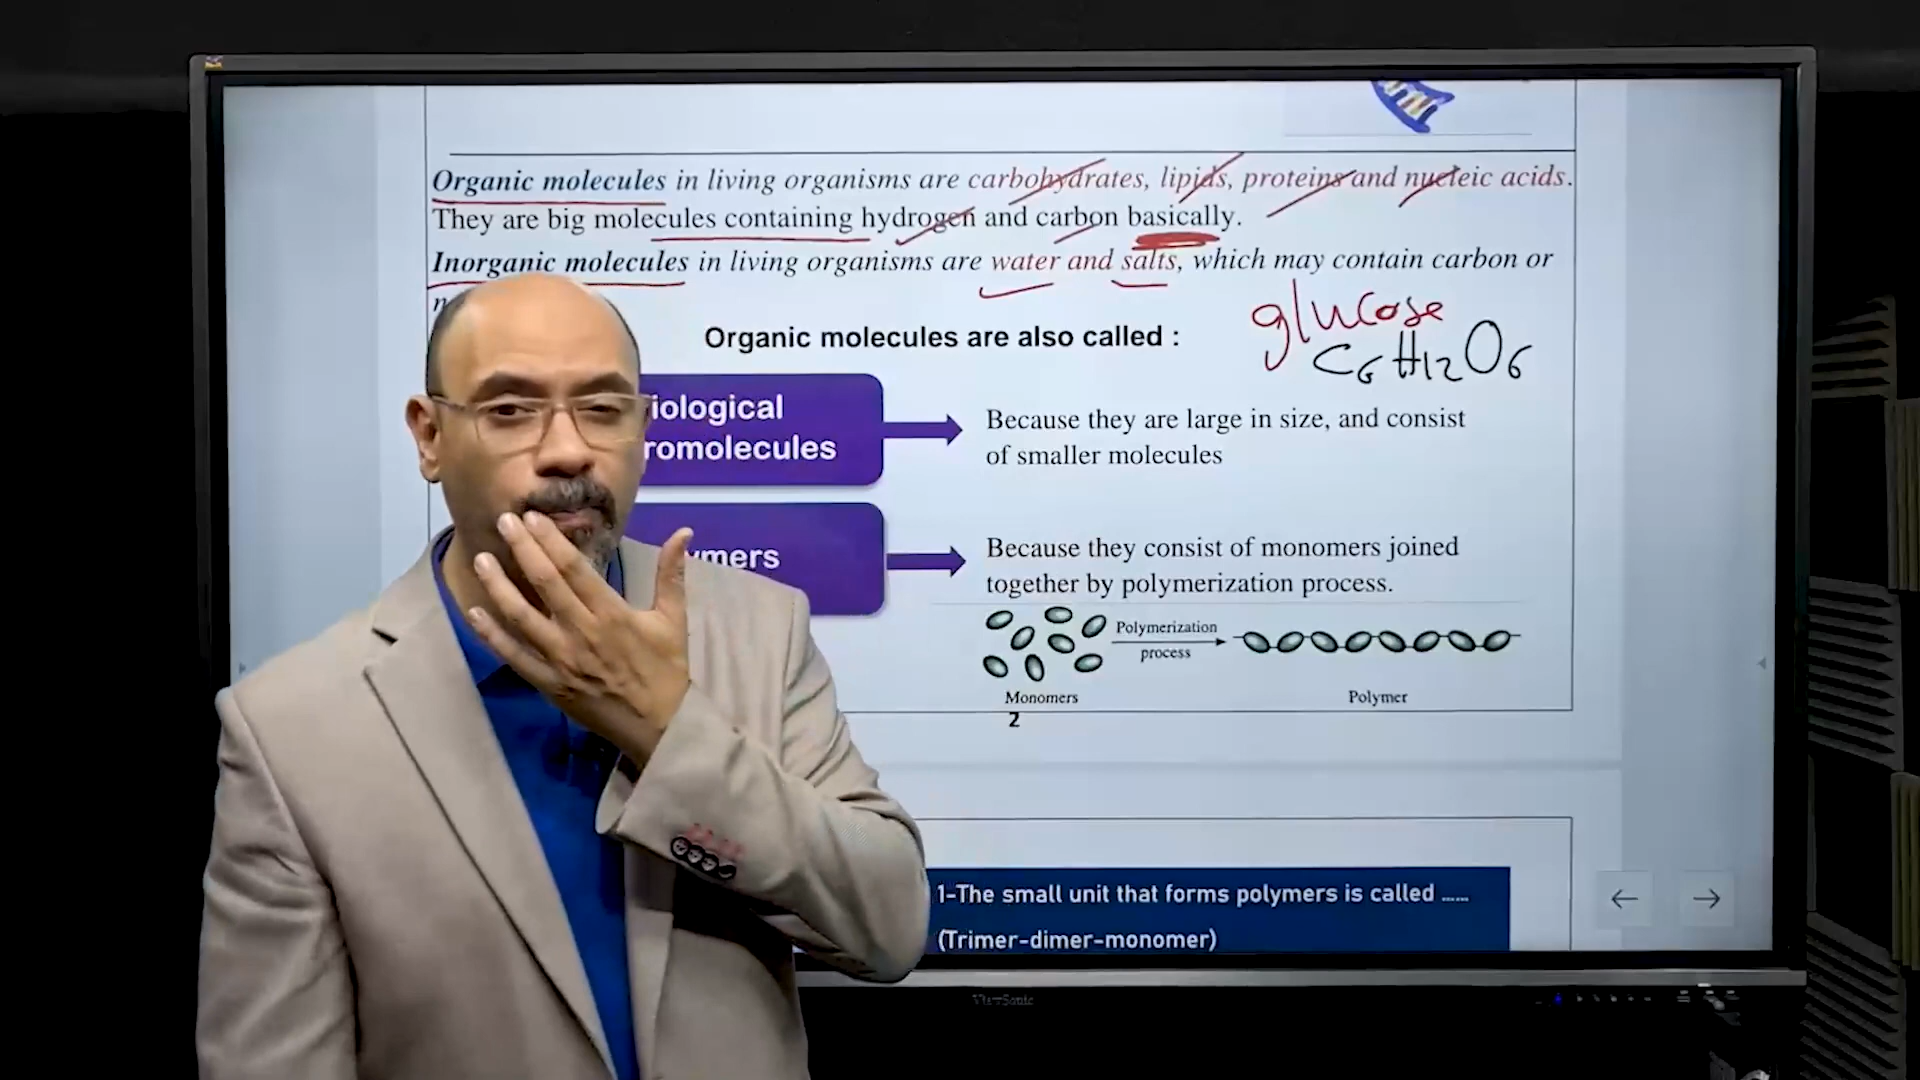 Organic molecules in living organisms are carbohydrates, lipids, proteins and nucleic acids.
They are big molecules containing hydrogen and carbon basically.
Inorganic molecules in living organisms are water and salts, which may contain carbon or
glucose
C6H12O6
Organic molecules are also called :
iological
romolecules
Because they are large in size, and consist
of smaller molecules
ymers
Because they consist of monomers joined
together by polymerization process.
Polymerization
process
Monomers
Polymer
2
1-The small unit that forms polymers is called ......
(Trimer-dimer-monomer)
ViewSonic